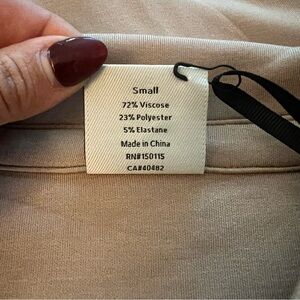 Small
72% Viscose
23% Polyester
5% Elastane
Made in China
RN#150115
CA#40482